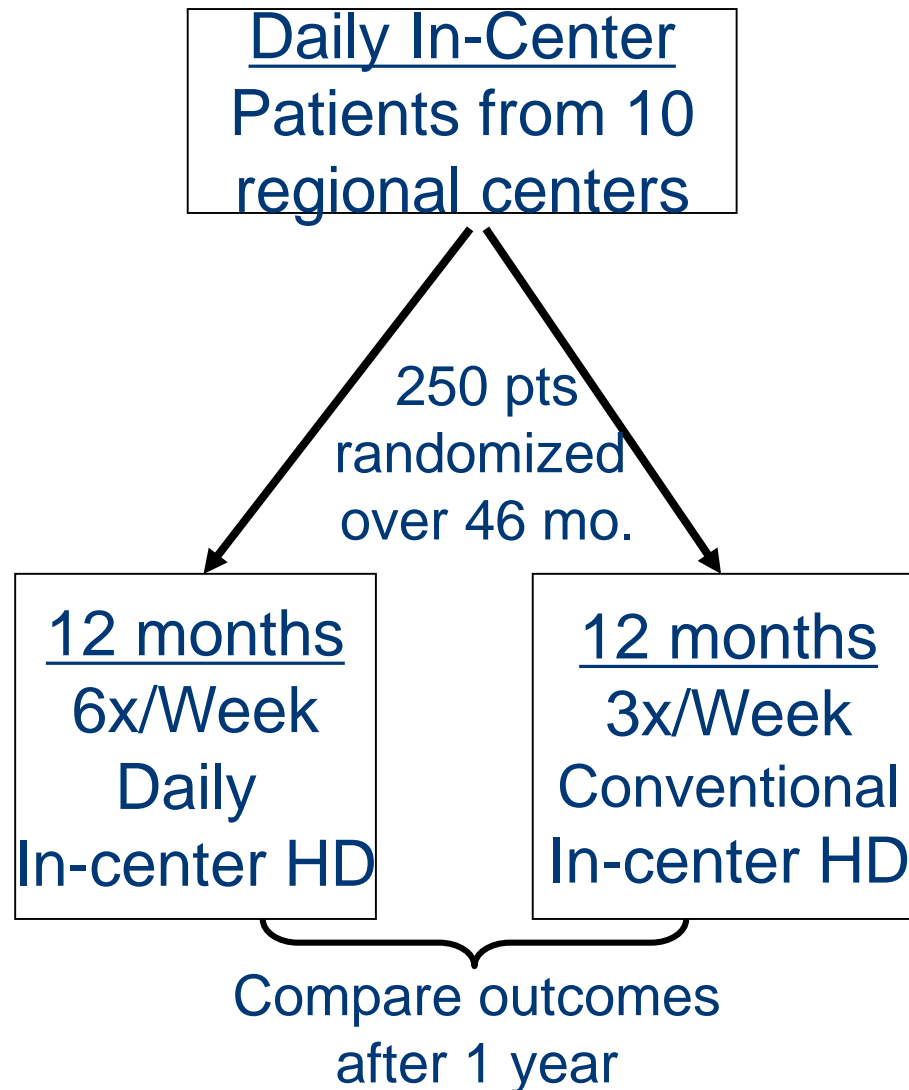 Daily In-Center
Patients from 10
regional centers
250 pts
randomized
over 46 mo.
12 months
6x/Week
Daily
In-center HD
12 months
3x/Week
Conventional
In-center HD
Compare outcomes
after 1 year